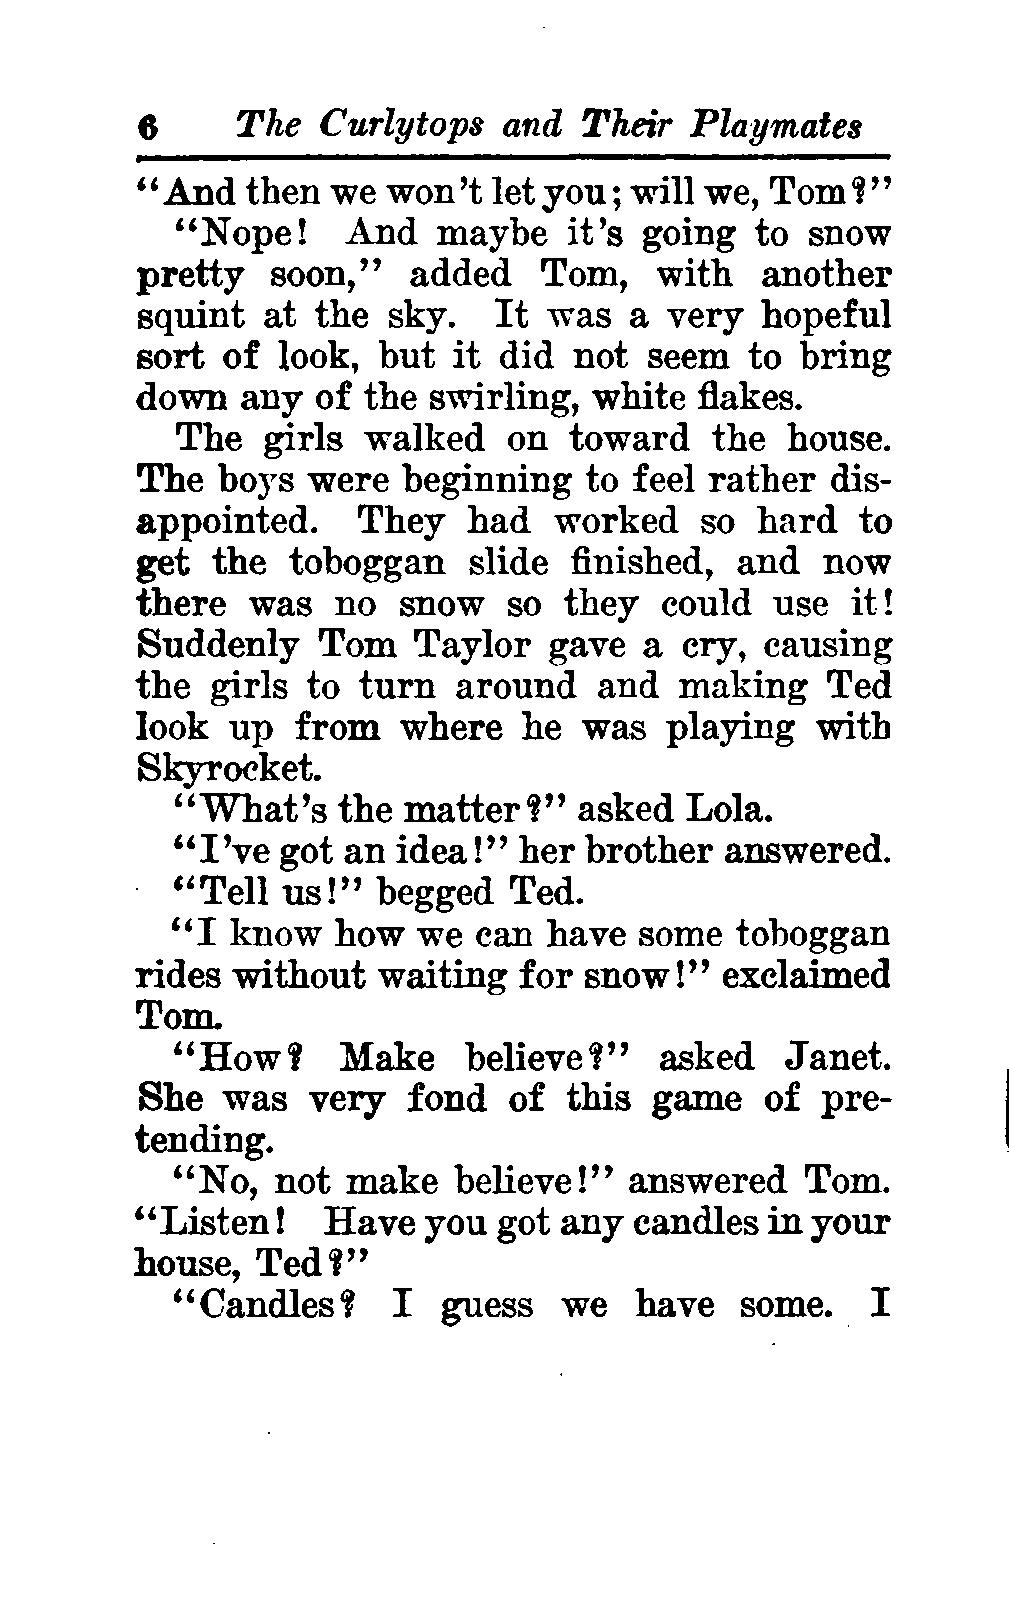 6 The Curlytops and Their Playmates
“And then we won't let you; will we, Tom?”
“Nope! And maybe it's going to snow
pretty soon,” added Tom, with another
squint at the sky. It was a very hopeful
sort of look, but it did not seem to bring
down any of the swirling, white flakes.
The girls walked on toward the house.
The boys were beginning to feel rather dis-
appointed. They had worked so hard to
get the toboggan slide finished, and now
there was no snow so they could use it!
Suddenly Tom Taylor gave a cry, causing
the girls to turn around and making Ted
look up from where he was playing with
Skyrocket.
“What's the matter?” asked Lola.
“I've got an idea!” her brother answered.
“Tell us!” begged Ted.
“I know how we can have some toboggan
rides without waiting for snow!” exclaimed
Tom.
“How? Make believe?” asked Janet.
She was very fond of this game of pre-
tending.
“No, not make believe!” answered Tom.
“Listen! Have you got any candles in your
house, Ted?”
“Candles? I guess we have some. I